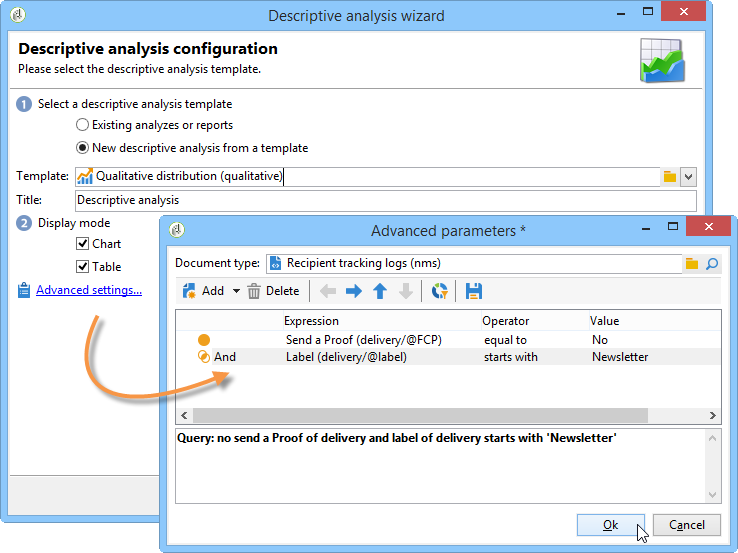 Descriptive analysis wizard
Descriptive analysis configuration
Please select the descriptive analysis template.
1 Select a descriptive analysis template
Existing analyzes or reports
New descriptive analysis from a template
Template: Qualitative distribution (qualitative)
Title: Descriptive analysis
2 Display mode
Chart
Table
Advanced settings...
Advanced parameters *
Document type: Recipient tracking logs (nms)
Add Delete
Expression Operator Value
Send a Proof (delivery/@FCP) equal to No
And Label (delivery/@label) starts with Newsletter
Query: no send a Proof of delivery and label of delivery starts with 'Newsletter'
Ok Cancel